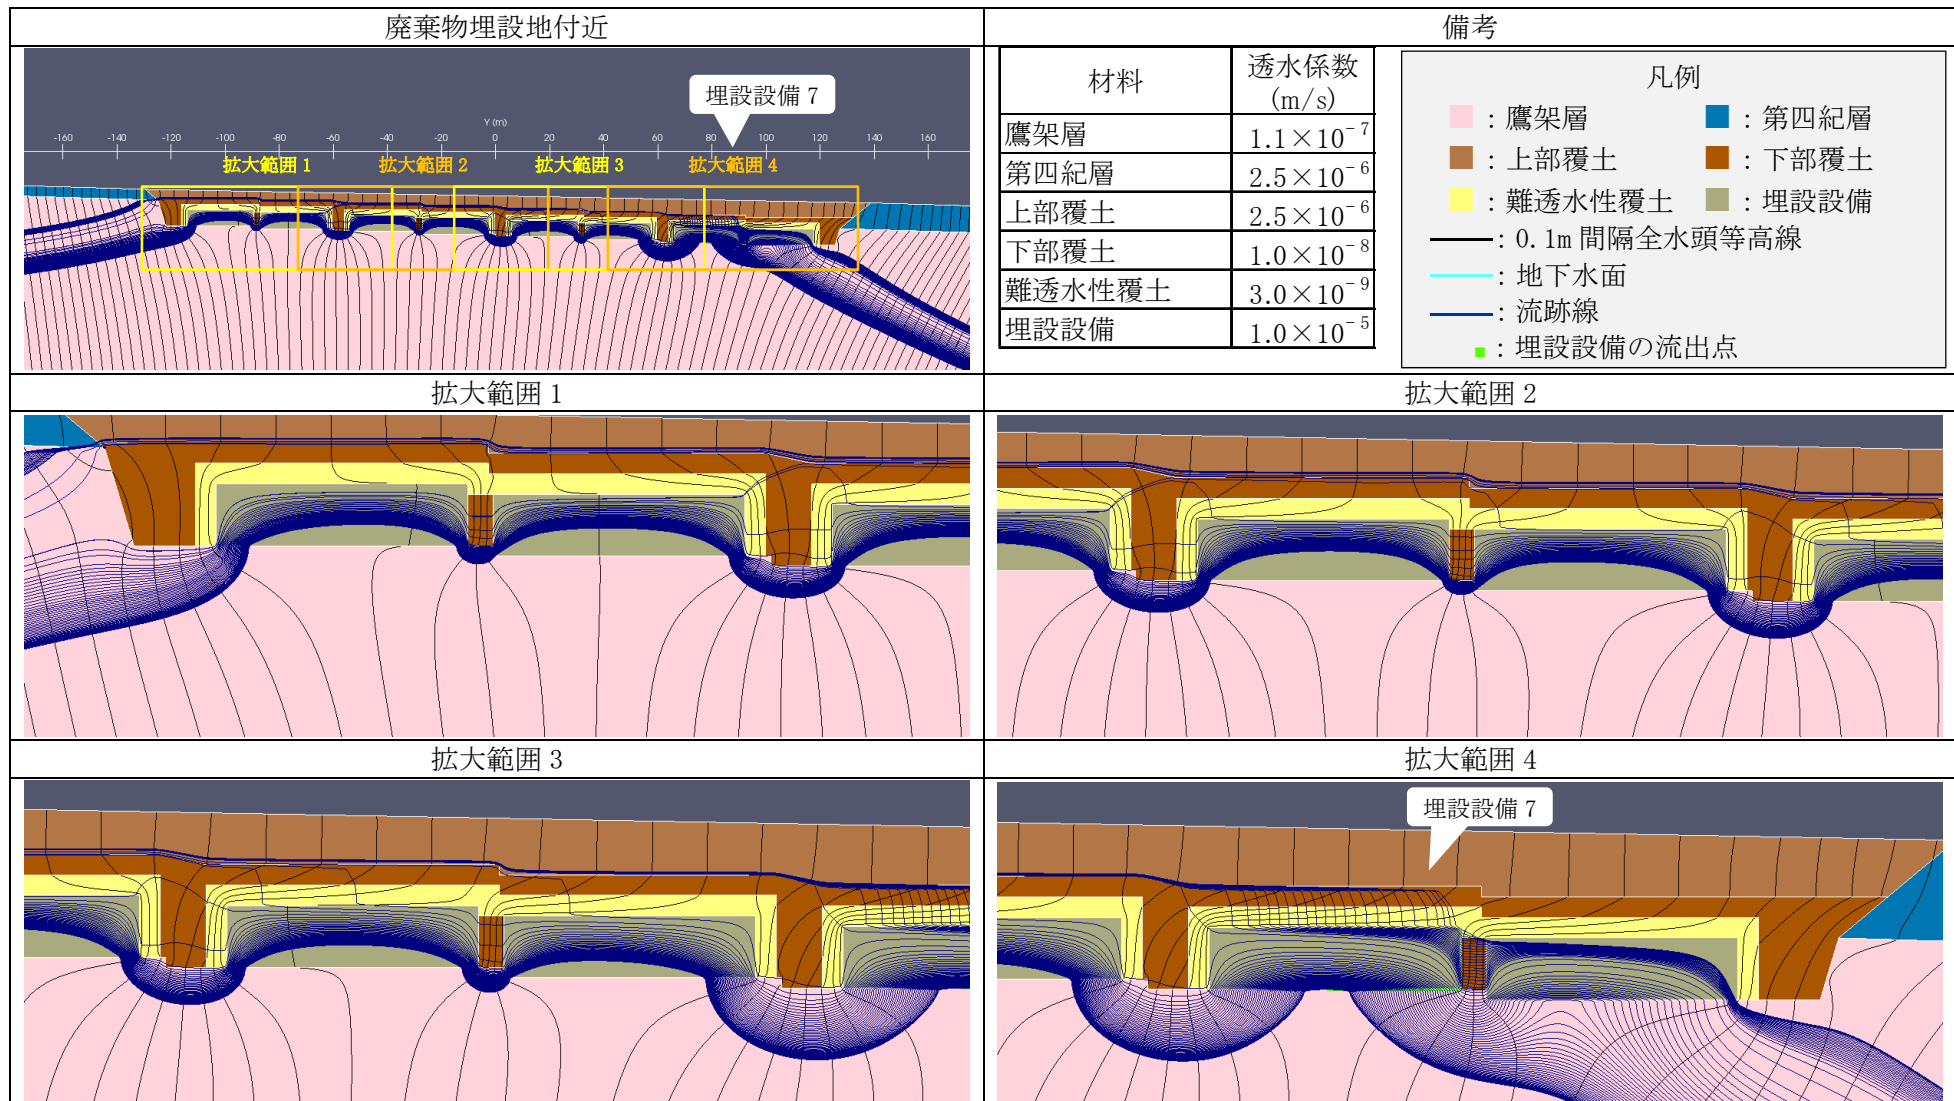 廃棄物埋設地付近
備考
埋設設備 7
Y (m)
-160 -140 -120 -100 -80 -60 -40 -20 0 20 40 60 80 100 120 140 160
拡大範囲 1 拡大範囲 2 拡大範囲 3 拡大範囲 4
材料 透水係数
(m/s)
鷹架層 1.1×10⁻⁷
第四紀層 2.5×10⁻⁶
上部覆土 2.5×10⁻⁶
下部覆土 1.0×10⁻⁸
難透水性覆土 3.0×10⁻⁹
埋設設備 1.0×10⁻⁵
凡例
:鷹架層 :第四紀層
:上部覆土 :下部覆土
:難透水性覆土 :埋設設備
:0.1m 間隔全水頭等高線
:地下水面
:流跡線
:埋設設備の流出点
拡大範囲 1
拡大範囲 2
拡大範囲 3
拡大範囲 4
埋設設備 7